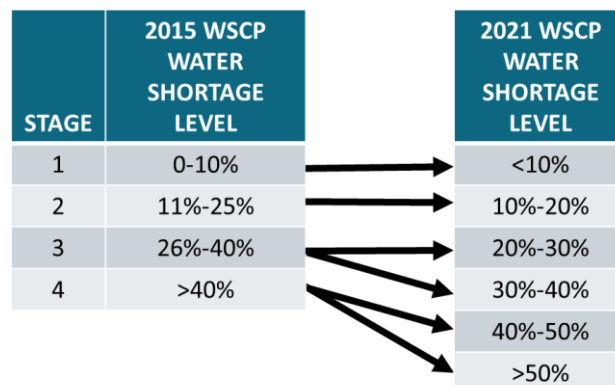 STAGE
2015 WSCP
WATER
SHORTAGE
LEVEL
2021 WSCP
WATER
SHORTAGE
LEVEL
1 0-10% <10%
2 11%-25% 10%-20%
3 26%-40% 20%-30%
4 >40% 30%-40%
40%-50%
>50%